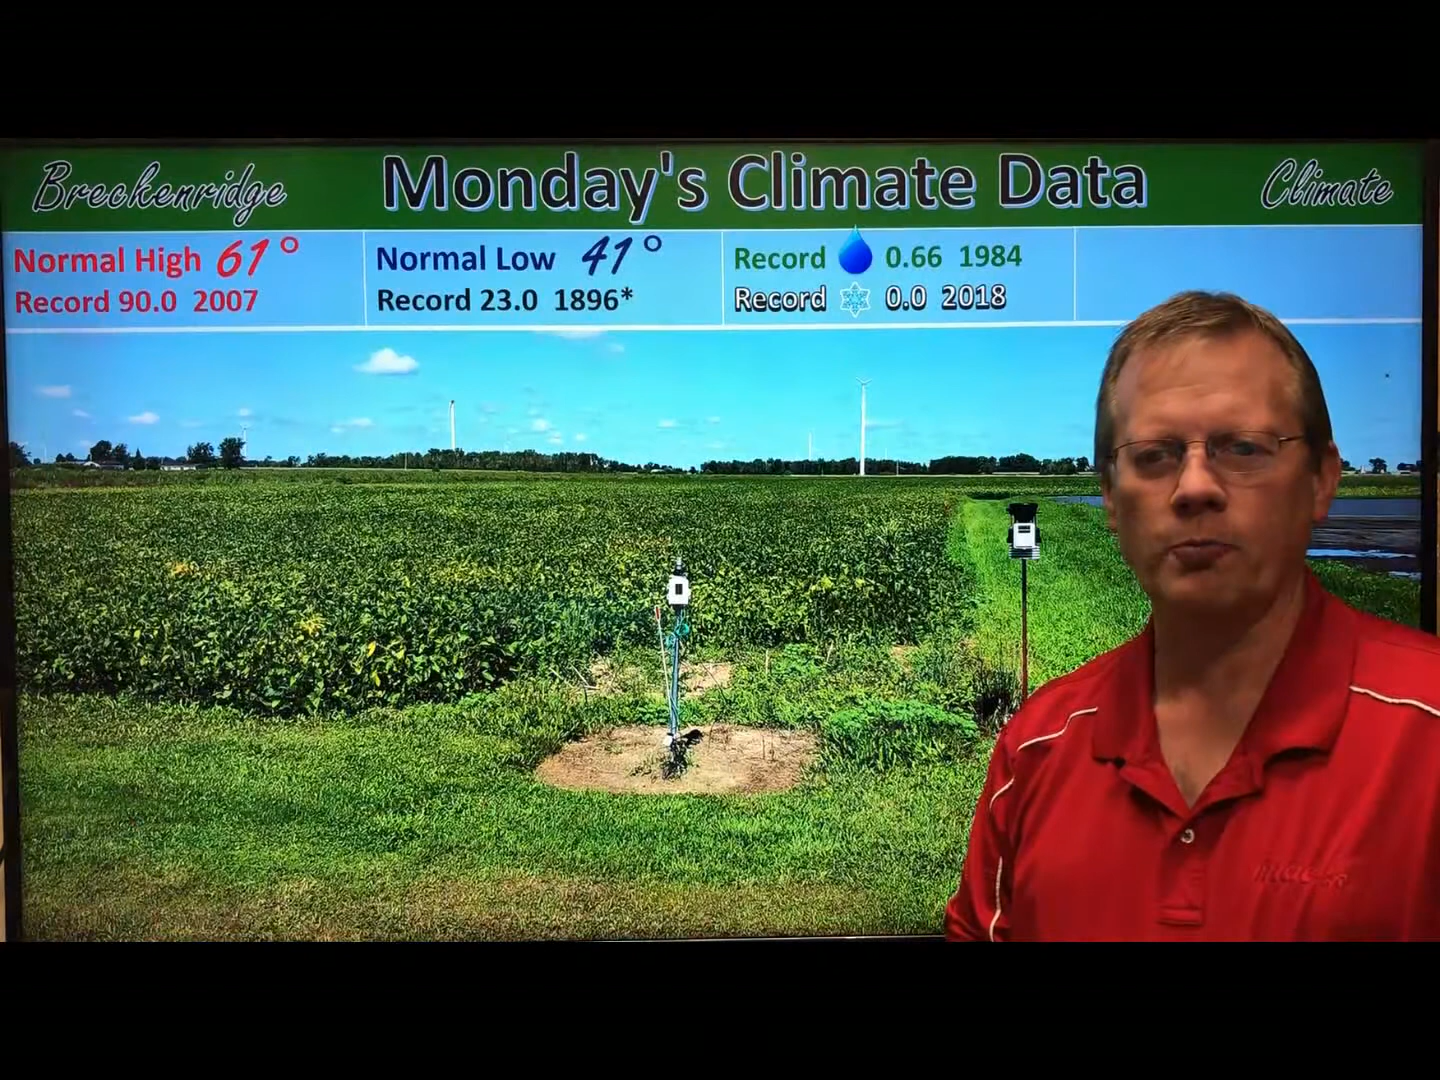 Breckenridge
Monday's Climate Data
Climate
Normal High 61°
Record 90.0 2007
Normal Low 41°
Record 23.0 1896*
Record 0.66 1984
Record 0.0 2018